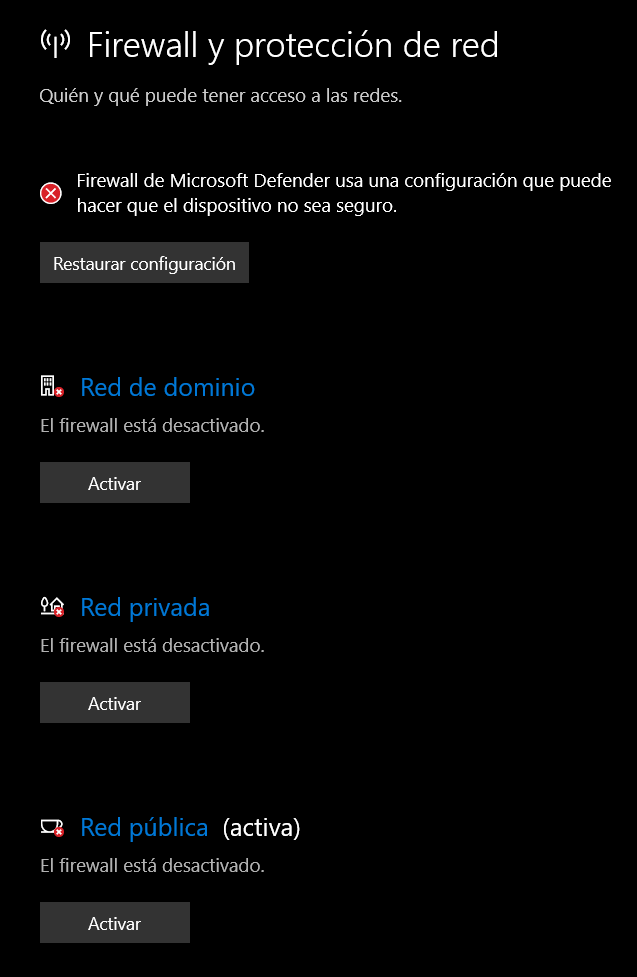 Firewall y protección de red
Quién y qué puede tener acceso a las redes.
Firewall de Microsoft Defender usa una configuración que puede
hacer que el dispositivo no sea seguro.
Restaurar configuración
Red de dominio
El firewall está desactivado.
Activar
Red privada
El firewall está desactivado.
Activar
Red pública (activa)
El firewall está desactivado.
Activar